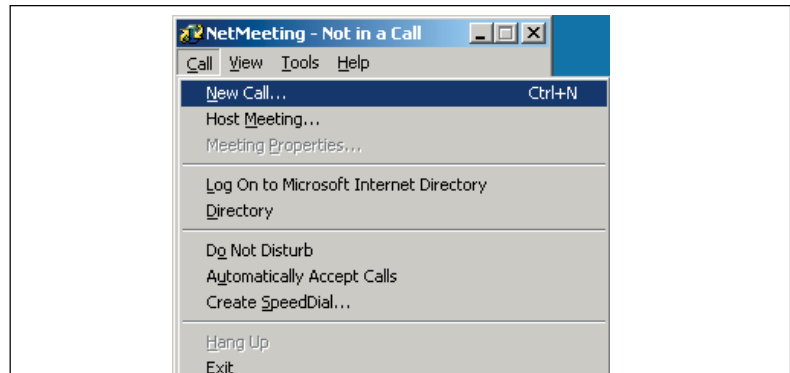 NetMeeting - Not in a Call
Call View Tools Help
New Call... Ctrl+N
Host Meeting...
Meeting Properties...
Log On to Microsoft Internet Directory
Directory
Do Not Disturb
Automatically Accept Calls
Create SpeedDial...
Hang Up
Exit